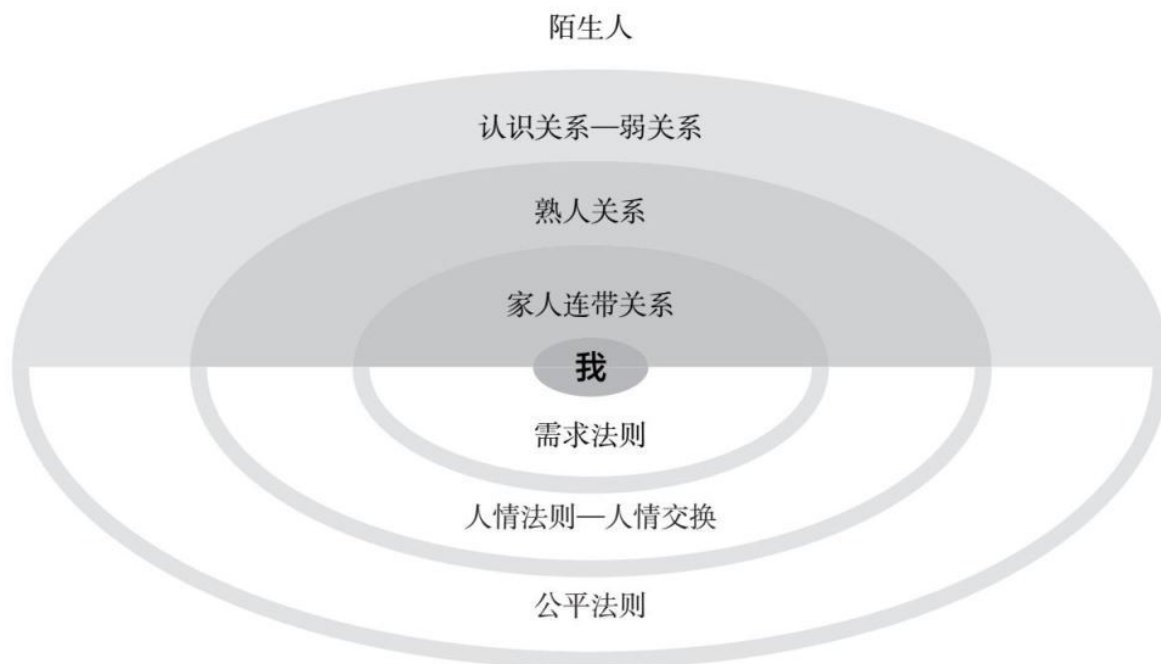 陌生人
认识关系—弱关系
熟人关系
家人连带关系
我
需求法则
人情法则—人情交换
公平法则